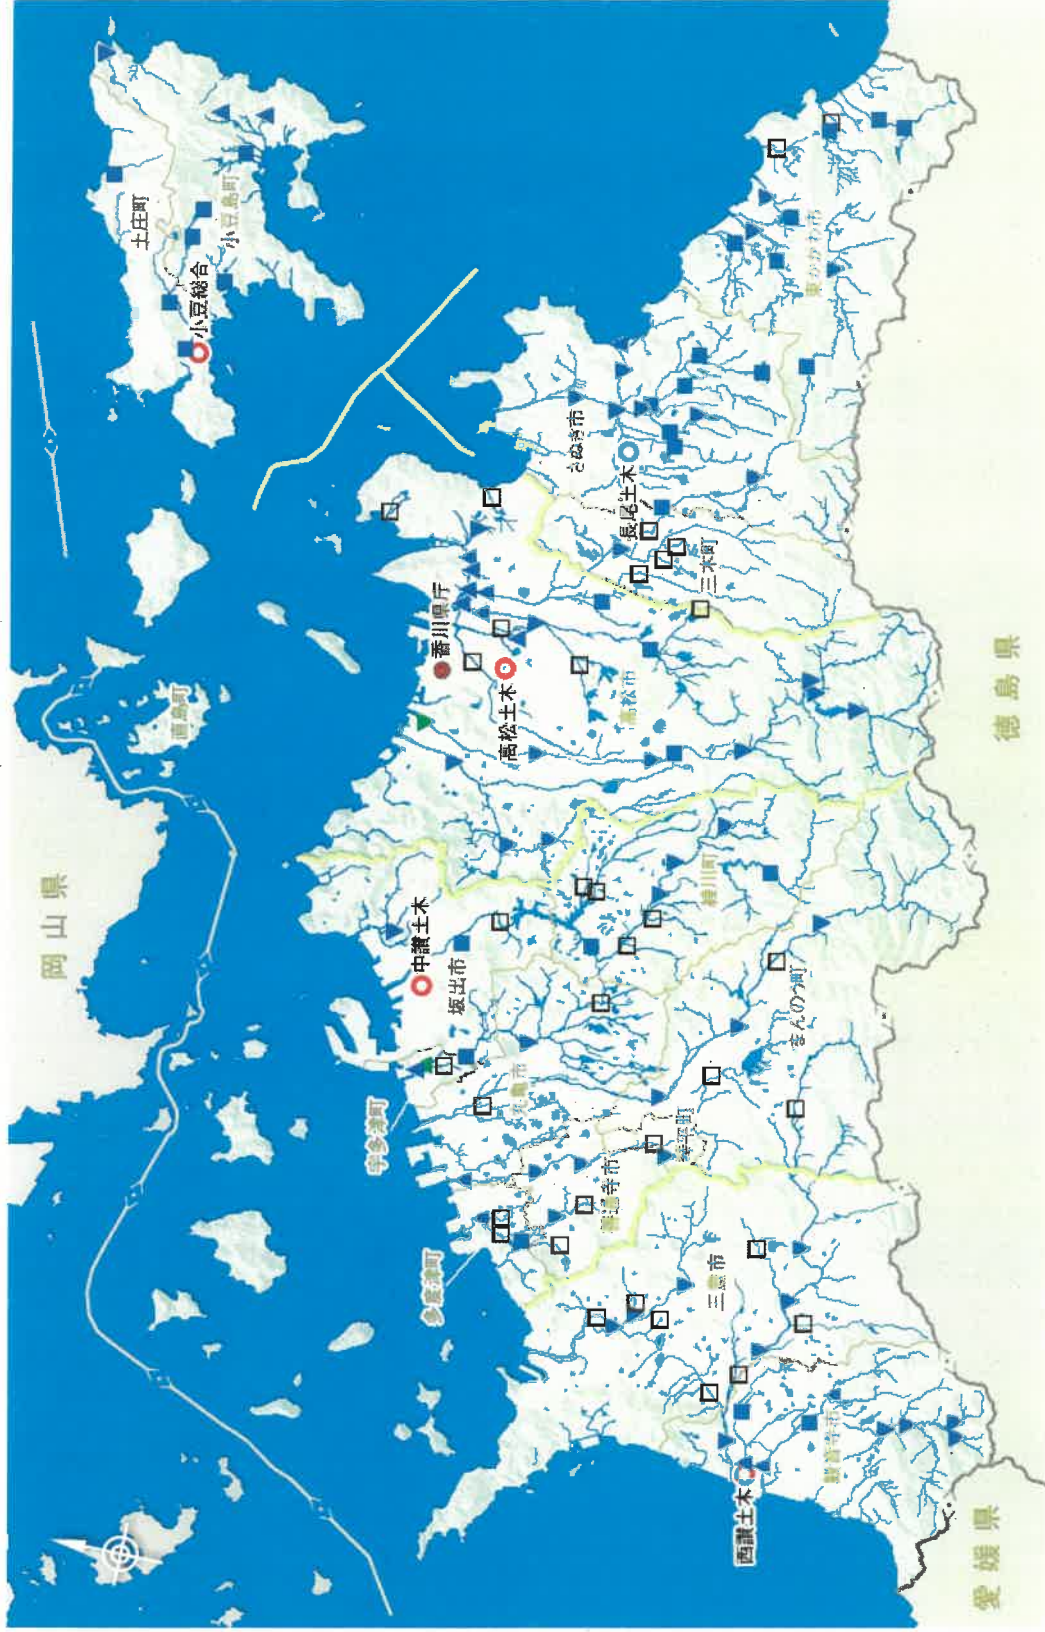 岡山県
土庄町
小豆島町
小豆総合
直島町
香川県庁
高松土木
高松市
さぬき市
長尾土木
三木町
東かがわ市
中讃土木
坂出市
宇多津町
丸亀市
綾川町
まんのう町
琴平町
善通寺市
多度津町
三豊市
西讃土木
観音寺市
徳島県
愛媛県